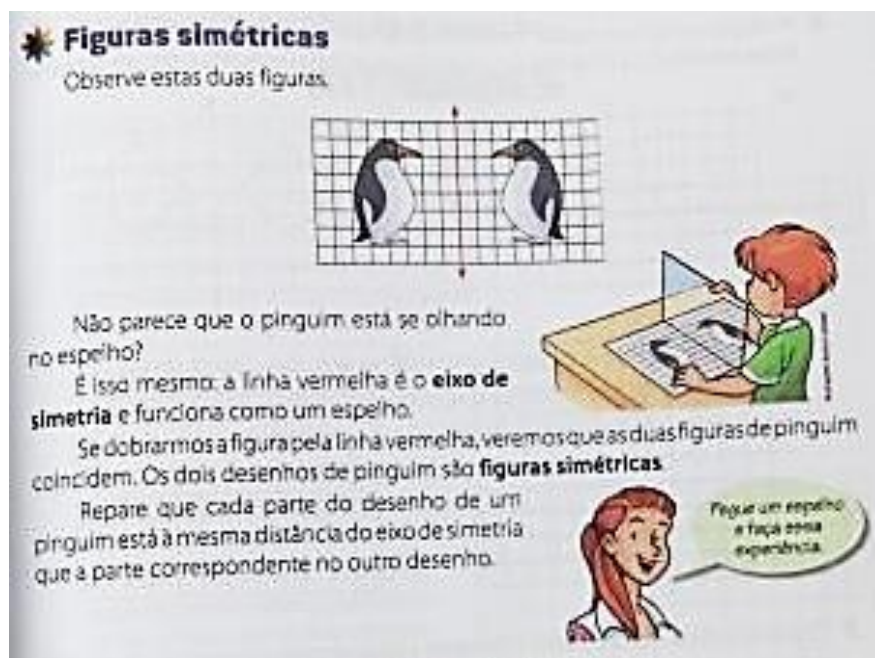 Figuras simétricas
Observe estas duas figuras.
Não parece que o pinguim está se olhando
no espelho?
É isso mesmo: a linha vermelha é o eixo de
simetria e funciona como um espelho.
Se dobrarmos a figura pela linha vermelha, veremos que as duas figuras de pinguim
coincidem. Os dois desenhos de pinguim são figuras simétricas.
Repare que cada parte do desenho de um
pinguim está à mesma distância do eixo de simetria
que a parte correspondente no outro desenho.
Pegue um espelho
e faça essa
experiência.